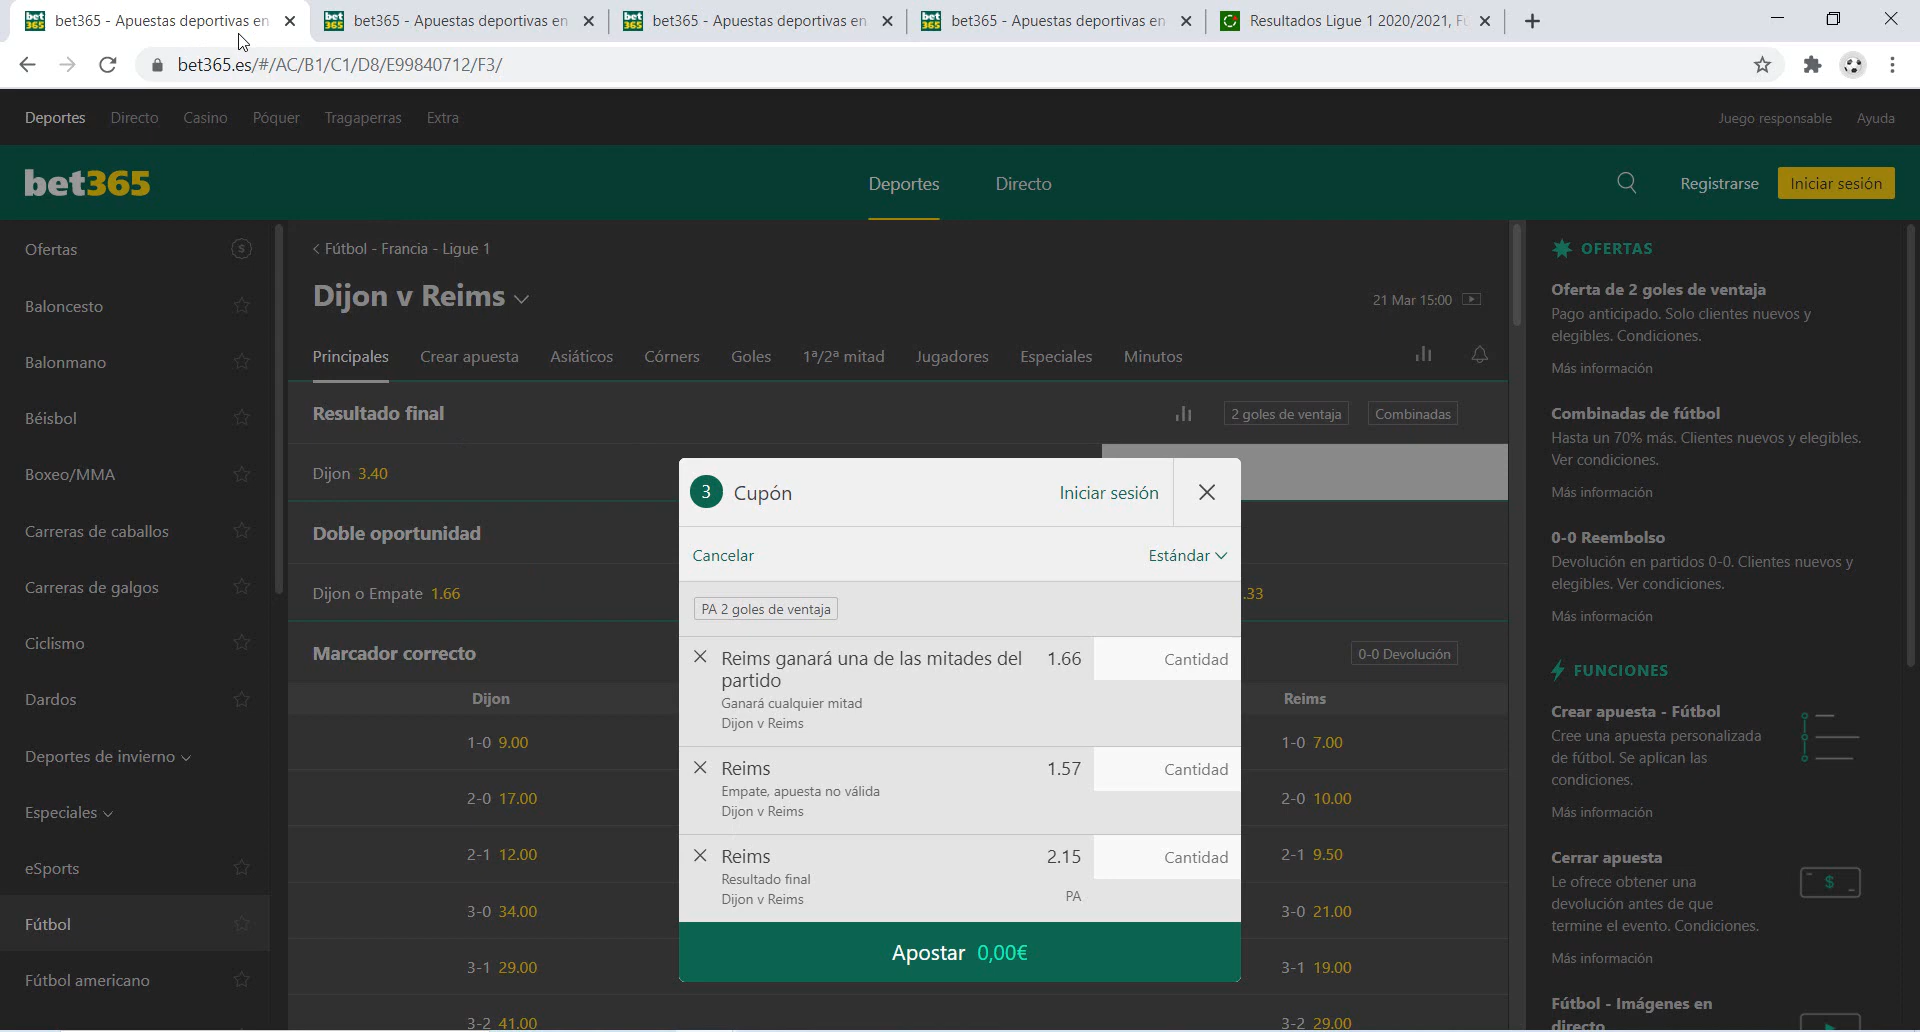 bet365 - Apuestas deportivas en
bet365 - Apuestas deportivas en
bet365 - Apuestas deportivas en
bet365 - Apuestas deportivas en
Resultados Ligue 1 2020/2021, Fu
bet365.es/#/AC/B1/C1/D8/E99840712/F3/
Deportes Directo Casino Póquer Tragaperras Extra
Juego responsable Ayuda
bet365
Deportes Directo
Registrarse Iniciar sesión
Ofertas
Baloncesto
Balonmano
Béisbol
Boxeo/MMA
Carreras de caballos
Carreras de galgos
Ciclismo
Dardos
Deportes de invierno
Especiales
eSports
Fútbol
Fútbol americano
< Fútbol - Francia - Ligue 1
Dijon v Reims
21 Mar 15:00
Principales Crear apuesta Asiáticos Córners Goles 1ª/2ª mitad Jugadores Especiales Minutos
Resultado final
2 goles de ventaja Combinadas
Dijon 3.40
Doble oportunidad
Dijon o Empate 1.66
.33
Marcador correcto
0-0 Devolución
Dijon Reims
1-0 9.00 1-0 7.00
2-0 17.00 2-0 10.00
2-1 12.00 2-1 9.50
3-0 34.00 3-0 21.00
3-1 29.00 3-1 19.00
3-2 41.00 3-2 29.00
3 Cupón Iniciar sesión
Cancelar Estándar
PA 2 goles de ventaja
Reims ganará una de las mitades del 1.66 Cantidad
partido
Ganará cualquier mitad
Dijon v Reims
Reims 1.57 Cantidad
Empate, apuesta no válida
Dijon v Reims
Reims 2.15 Cantidad
Resultado final
Dijon v Reims PA
Apostar 0,00€
OFERTAS
Oferta de 2 goles de ventaja
Pago anticipado. Solo clientes nuevos y
elegibles. Condiciones.
Más información
Combinadas de fútbol
Hasta un 70% más. Clientes nuevos y elegibles.
Ver condiciones.
Más información
0-0 Reembolso
Devolución en partidos 0-0. Clientes nuevos y
elegibles. Ver condiciones.
Más información
FUNCIONES
Crear apuesta - Fútbol
Cree una apuesta personalizada
de fútbol. Se aplican las
condiciones.
Más información
Cerrar apuesta
Le ofrece obtener una
devolución antes de que
termine el evento. Condiciones.
Más información
Fútbol - Imágenes en
directo